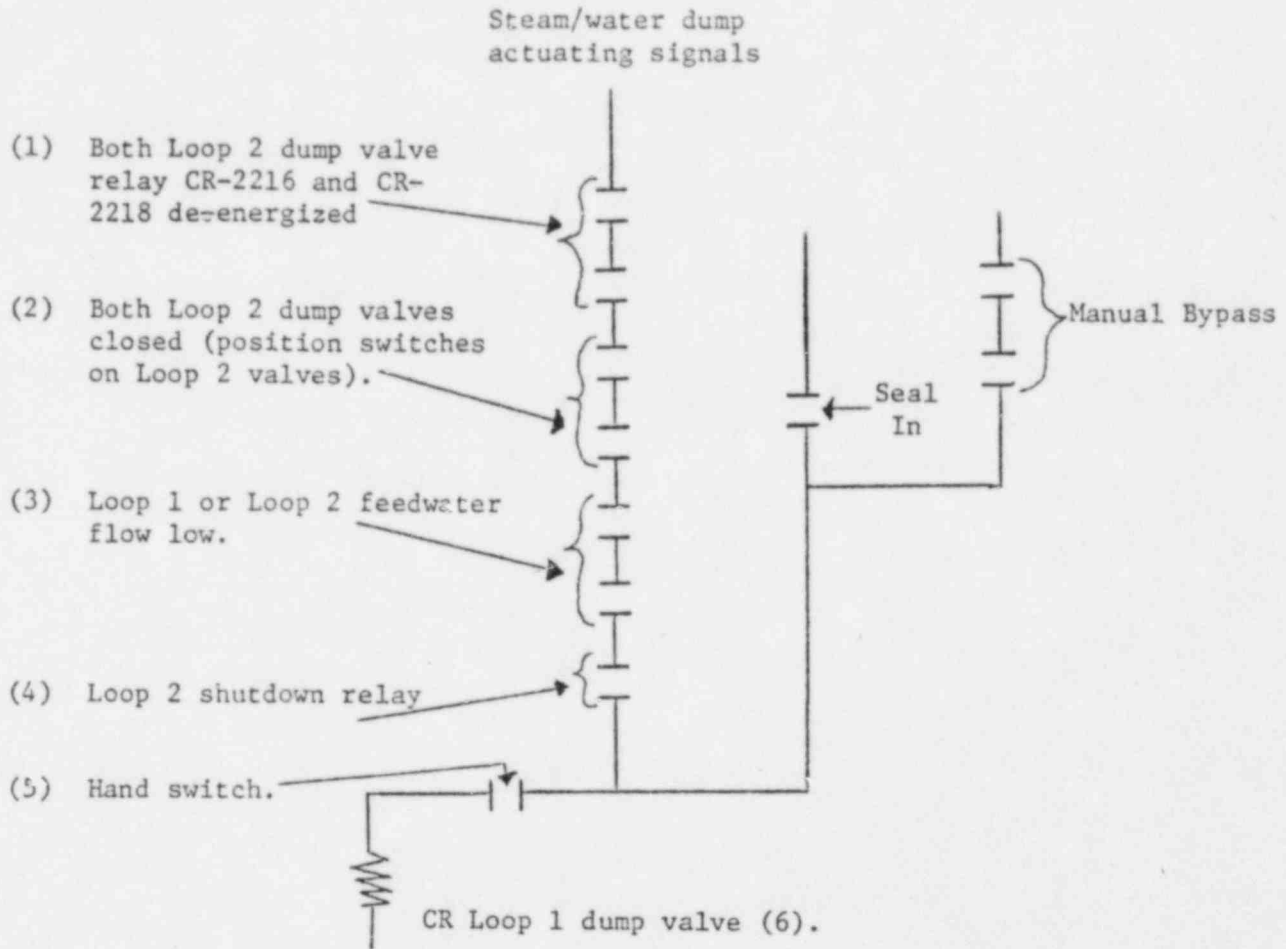 Steam/water dump
actuating signals
(1) Both Loop 2 dump valve
relay CR-2216 and CR-
2218 de-energized
(2) Both Loop 2 dump valves
closed (position switches
on Loop 2 valves).
(3) Loop 1 or Loop 2 feedwater
flow low.
(4) Loop 2 shutdown relay
(5) Hand switch.
Seal
In
Manual Bypass
CR Loop 1 dump valve (6).